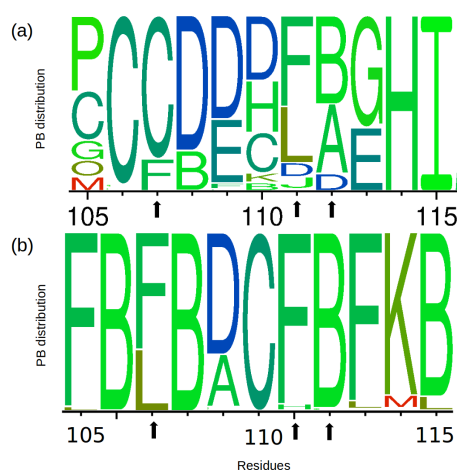 (a)
PB distribution
P C C D D D F B G H I
C F B E H L A E
G C D D
O K J
M B
105 110 115
(b)
PB distribution
F B F B D C F B F K B
L A L M L
105 110 115
Residues